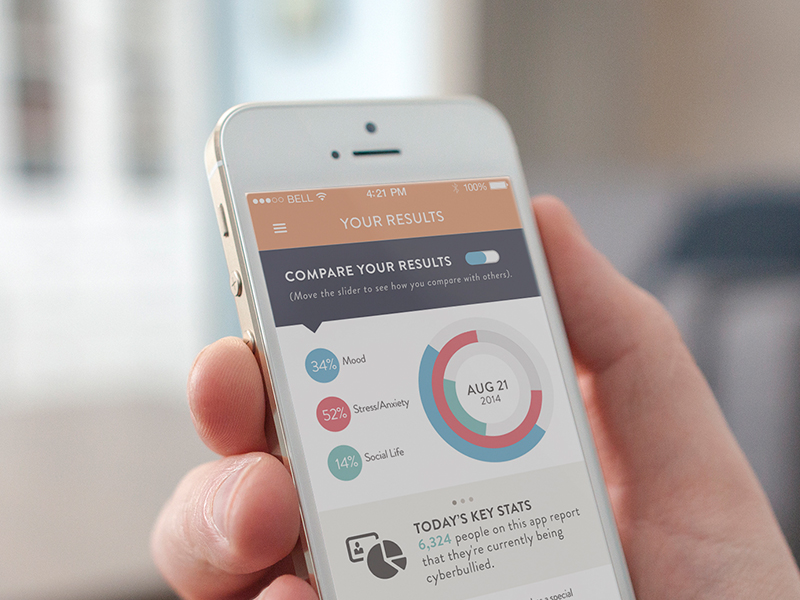 BELL 4:21 PM 100%
YOUR RESULTS
COMPARE YOUR RESULTS
(Move the slider to see how you compare with others).
34% Mood
52% Stress/Anxiety
14% Social Life
AUG 21
2014
TODAY'S KEY STATS
6,324 people on this app report
that they're currently being
cyberbullied.
a special